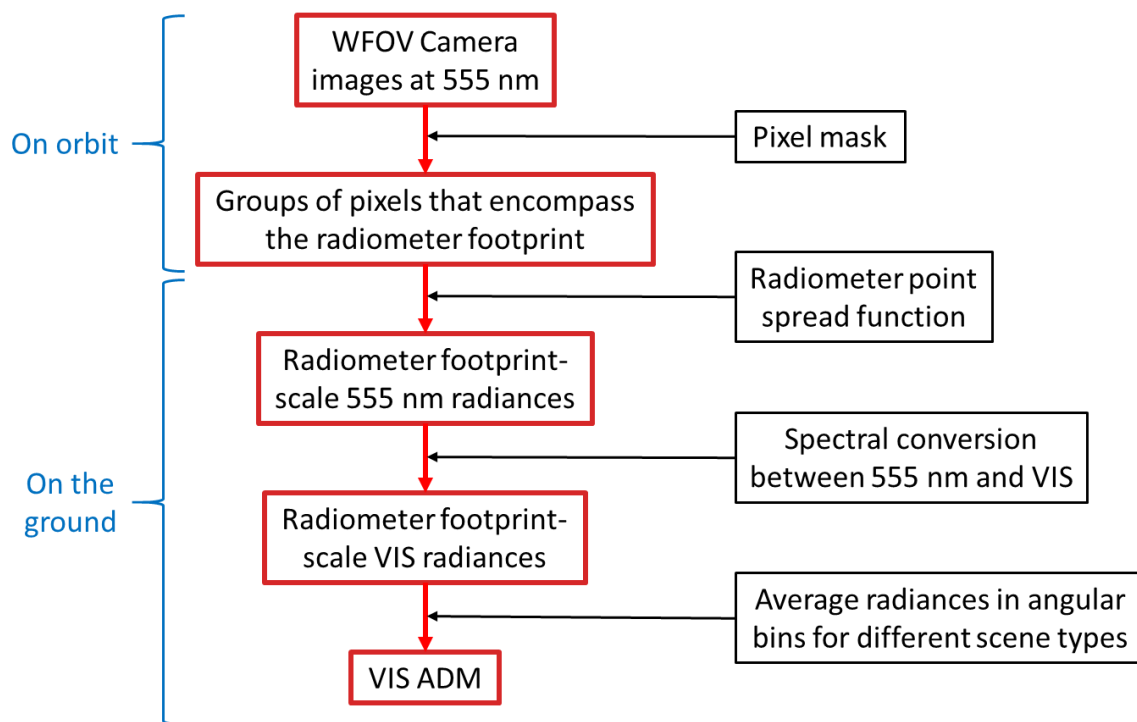 WFOV Camera
images at 555 nm
On orbit
Pixel mask
Groups of pixels that encompass
the radiometer footprint
Radiometer point
spread function
Radiometer footprint-
scale 555 nm radiances
Spectral conversion
between 555 nm and VIS
On the
ground
Radiometer footprint-
scale VIS radiances
Average radiances in angular
bins for different scene types
VIS ADM